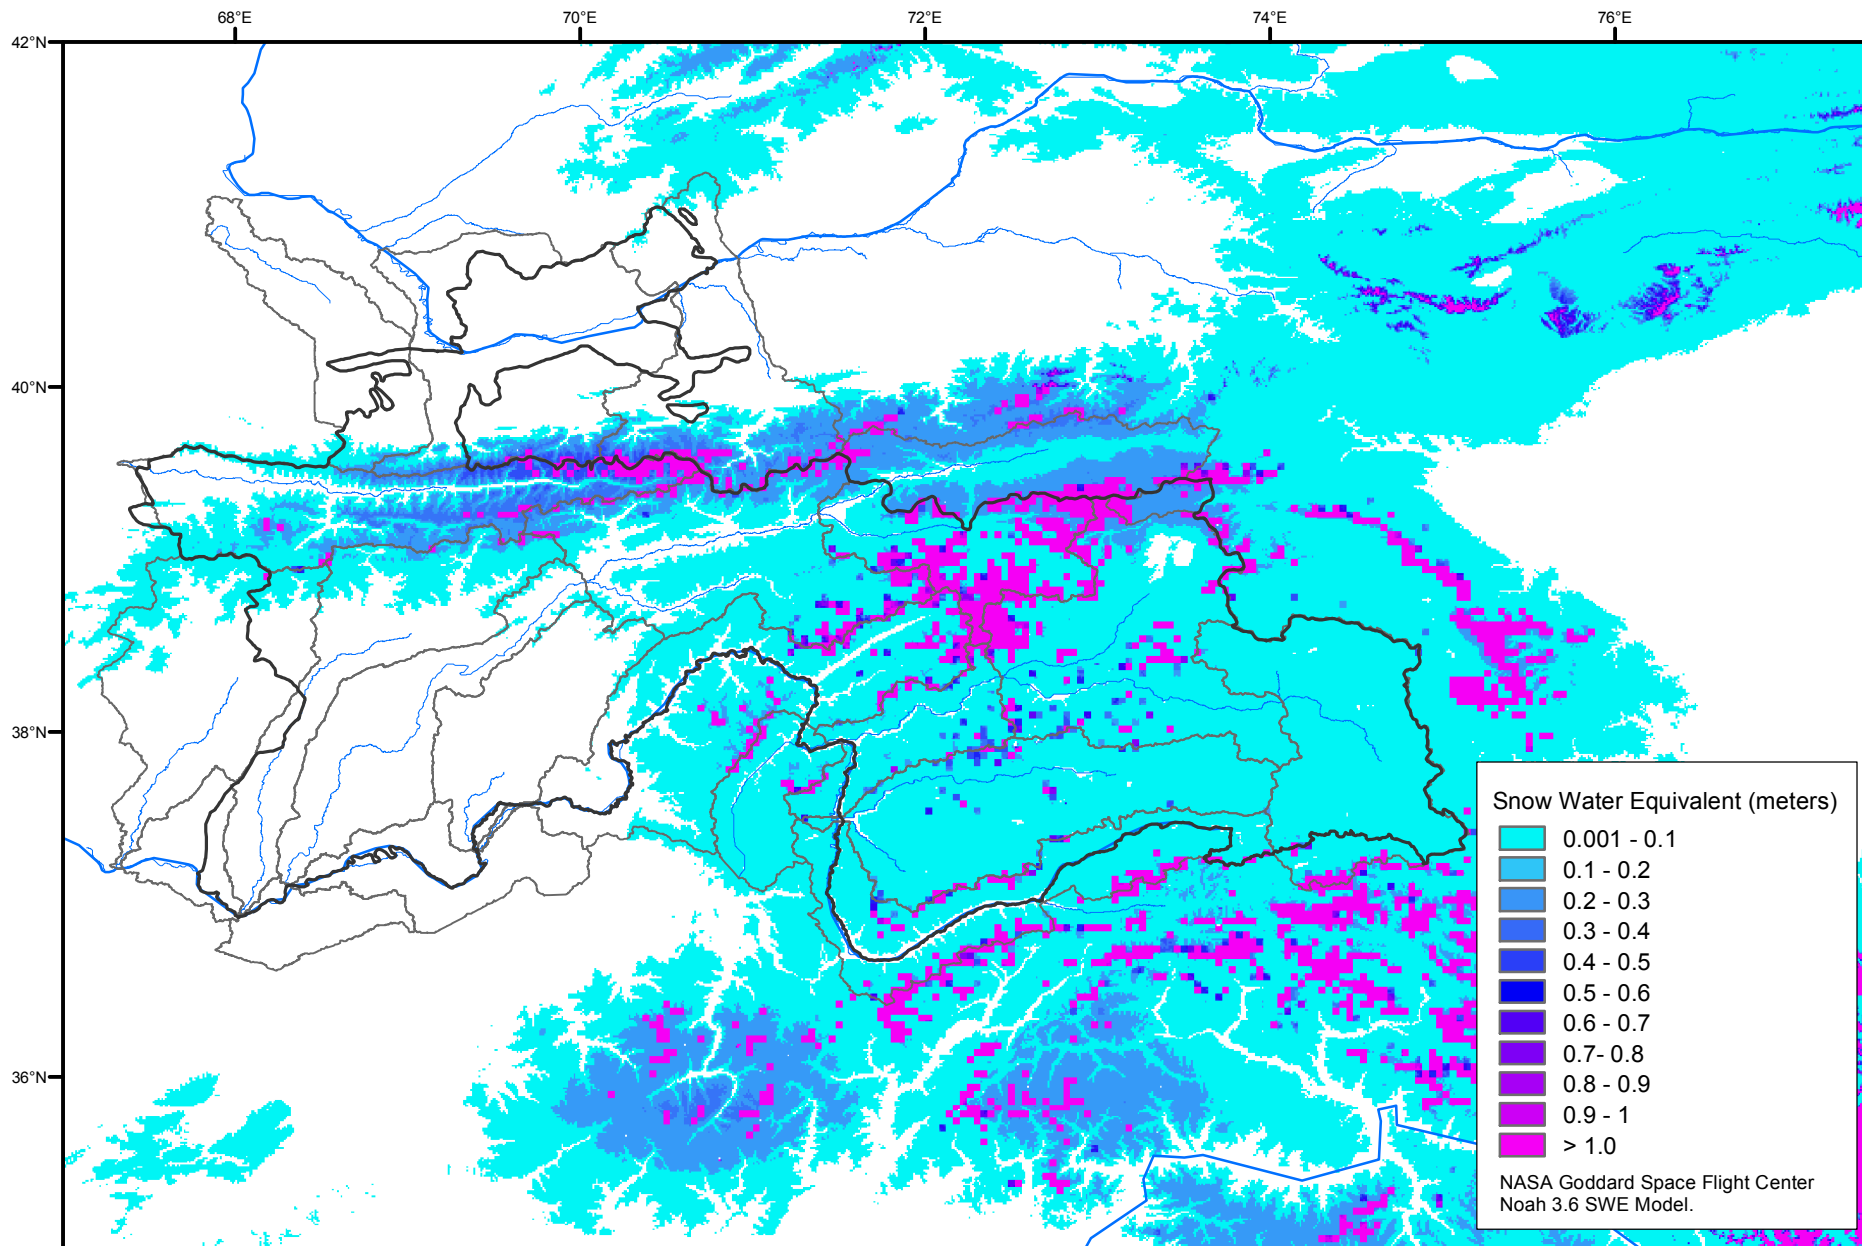 68°E 70°E 72°E 74°E 76°E
42°N
40°N
38°N
36°N
Snow Water Equivalent (meters)
0.001 - 0.1
0.1 - 0.2
0.2 - 0.3
0.3 - 0.4
0.4 - 0.5
0.5 - 0.6
0.6 - 0.7
0.7- 0.8
0.8 - 0.9
0.9 - 1
> 1.0
NASA Goddard Space Flight Center
Noah 3.6 SWE Model.